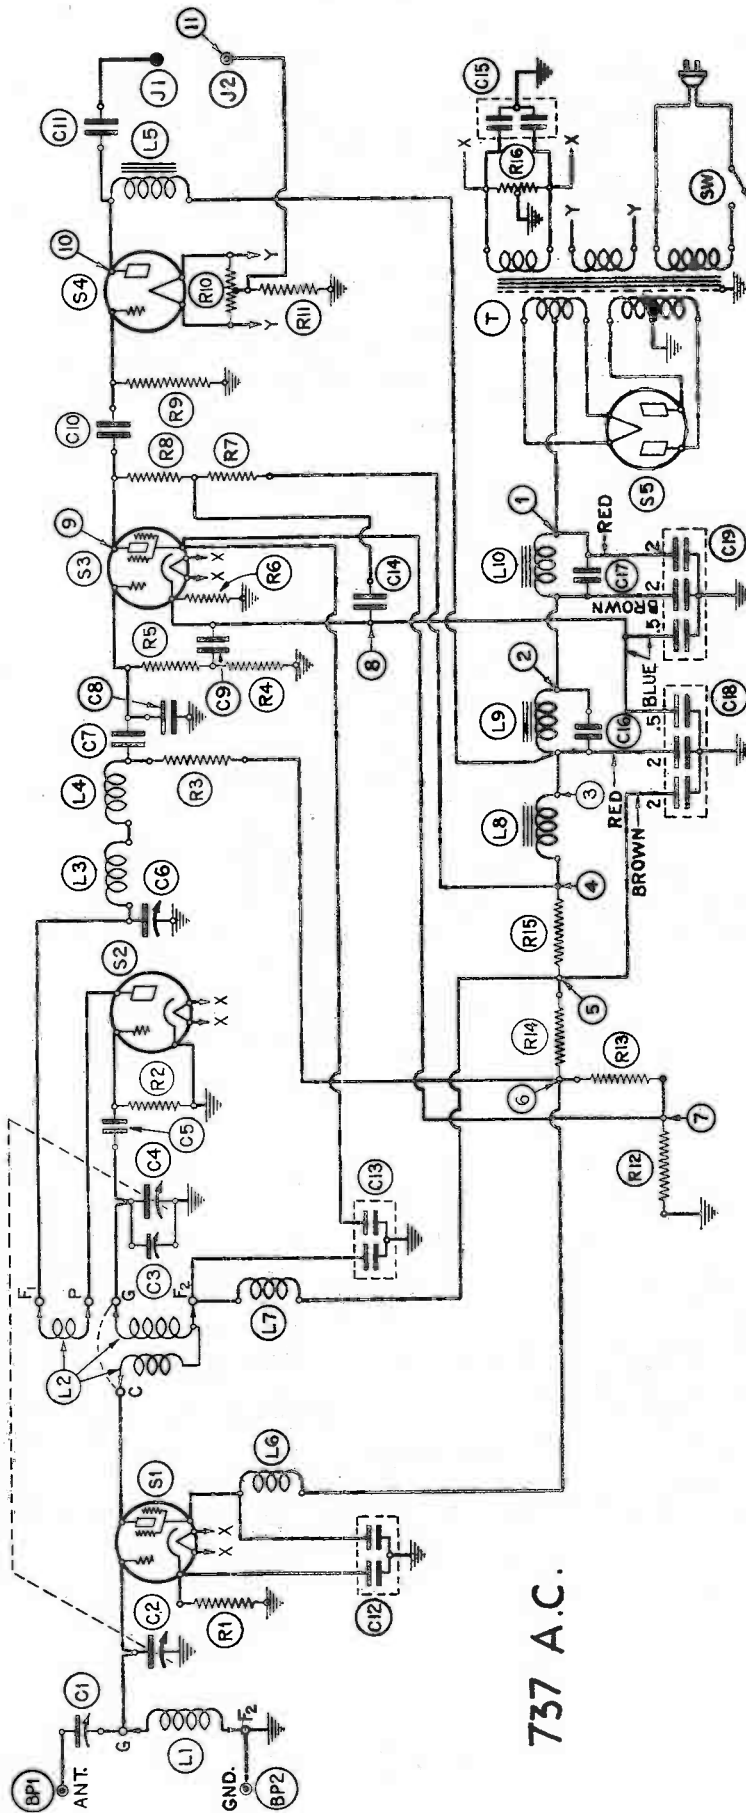 BP1
ANT.
C1
G
L1
GND.
F2
BP2
C2
S1
X
X
R1
C12
L6
C
L2
F1
P
G
F2
C3
C4
C5
R2
S2
X
X
L7
C13
C6
L3
L4
R3
C7
C8
R5
C9
R4
S3
9
X
X
R6
8
C14
R8
R7
C10
R9
S4
10
Y
R10
Y
R11
L5
C11
J1
J2
11
R12
7
R13
6
R14
5
R15
4
L8
3
BROWN
RED
L9
C16
2
2
2
.5
C18
BLUE
L10
C17
1
BROWN
RED
.5
2
2
C19
S5
T
X
R16
X
C15
Y
Y
SW
737 A.C.